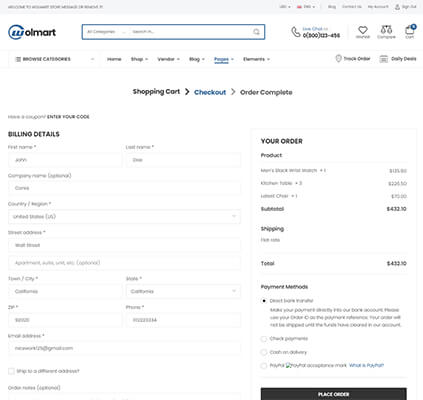 WELCOME TO WOLMART STORE MESSAGE OR REMOVE IT!
USD ENG Blog Contact Us My Account Sign Out
Wolmart
All Categories Search in...
Live Chat or:
0(800)123-456
Wishlist Compare Cart
BROWSE CATEGORIES Home Shop Vendor Blog Pages Elements Track Order Daily Deals
Shopping Cart > Checkout > Order Complete
Have a coupon? ENTER YOUR CODE
BILLING DETAILS
First name * Last name *
John Doe
Company name (optional)
Country / Region *
United States (US)
Street address *
Wall Street
Apartment, suite, unit, etc. (optional)
Town / City * State *
California California
ZIP * Phone *
92020
Email address *
nicework125@gmail.com
Ship to a different address?
Order notes (optional)
YOUR ORDER
Product
Men's Black Wrist Watch × 1 $135.60
Kitchen Table × 3 $226.50
× 1 $70.00
Subtotal $432.10
Shipping
Flat rate
Total $432.10
Payment Methods
Direct bank transfer
Make your payment directly into our bank account. Please
use your Order ID as the payment reference. Your order will
not be shipped until the funds have cleared in our account.
Check payments
Cash on delivery
PayPal PayPal acceptance mark What is PayPal?
PLACE ORDER